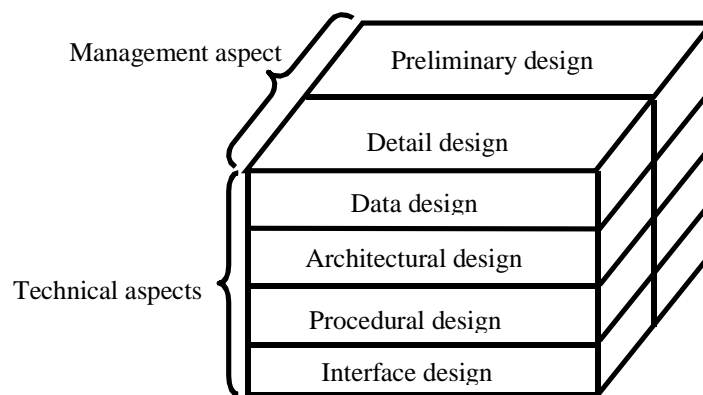 Management aspect
Preliminary design
Detail design
Data design
Architectural design
Technical aspects
Procedural design
Interface design